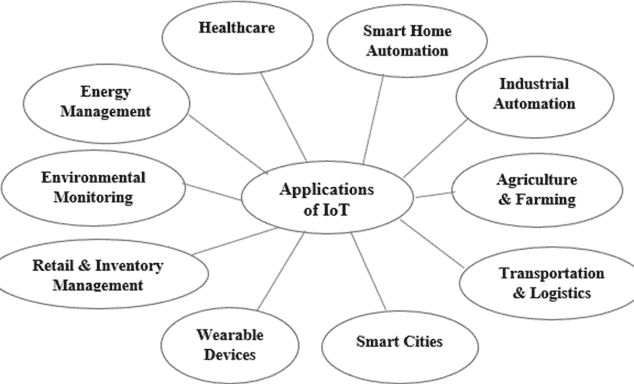 Healthcare
Smart Home
Automation
Energy
Management
Industrial
Automation
Environmental
Monitoring
Applications
of IoT
Agriculture
& Farming
Retail & Inventory
Management
Transportation
& Logistics
Wearable
Devices
Smart Cities